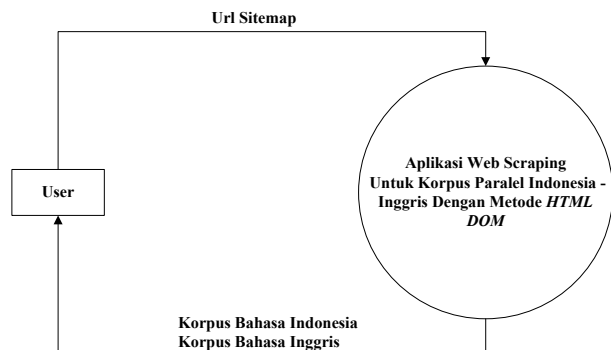 Url Sitemap
Aplikasi Web Scraping
Untuk Korpus Paralel Indonesia -
Inggris Dengan Metode HTML
DOM
User
Korpus Bahasa Indonesia
Korpus Bahasa Inggris